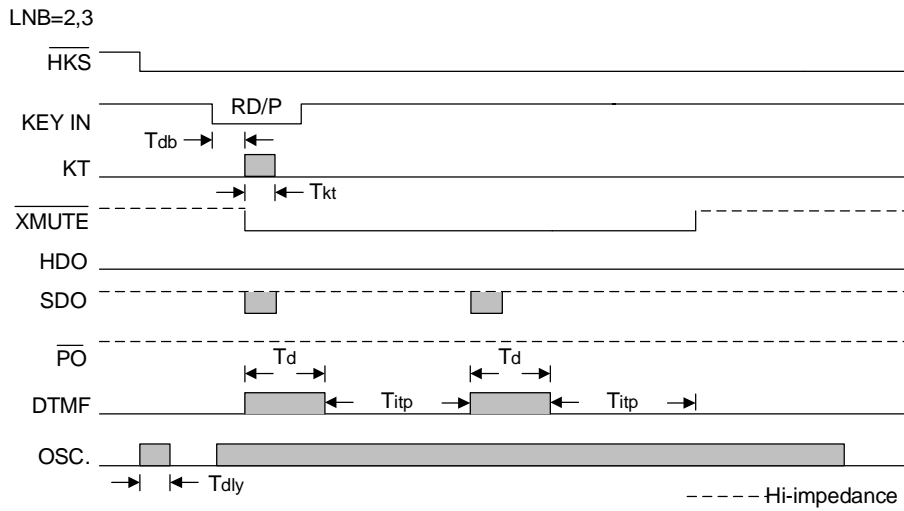 LNB=2,3
HKS
KEY IN
RD/P
Tdb
KT
Tkt
XMUTE
HDO
SDO
PO
Td
Td
DTMF
Titp
Titp
OSC.
Tdly
Hi-impedance